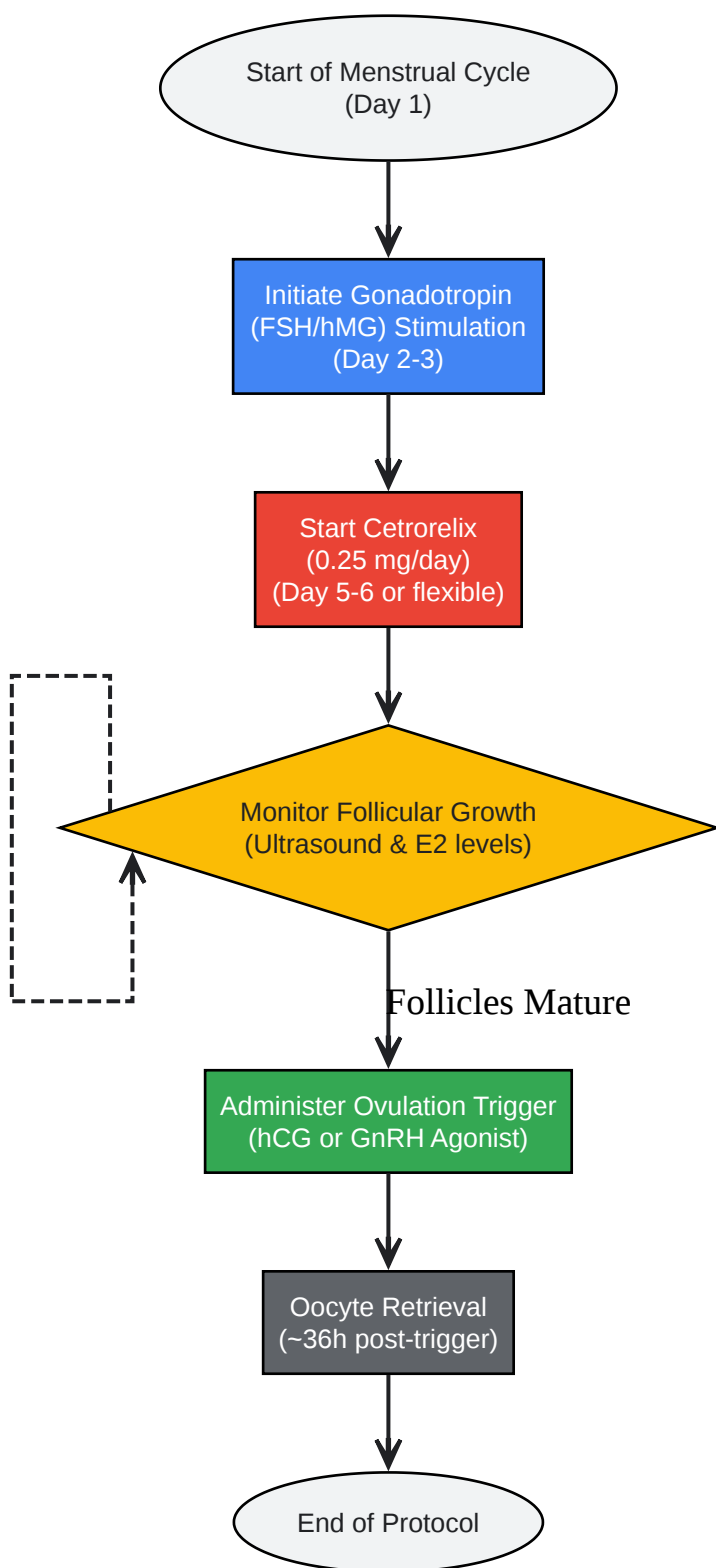 Start of Menstrual Cycle
(Day 1)
Initiate Gonadotropin
(FSH/hMG) Stimulation
(Day 2-3)
Start Cetrorelix
(0.25 mg/day)
(Day 5-6 or flexible)
Monitor Follicular Growth
(Ultrasound & E2 levels)
Follicles Mature
Administer Ovulation Trigger
(hCG or GnRH Agonist)
Oocyte Retrieval
(~36h post-trigger)
End of Protocol